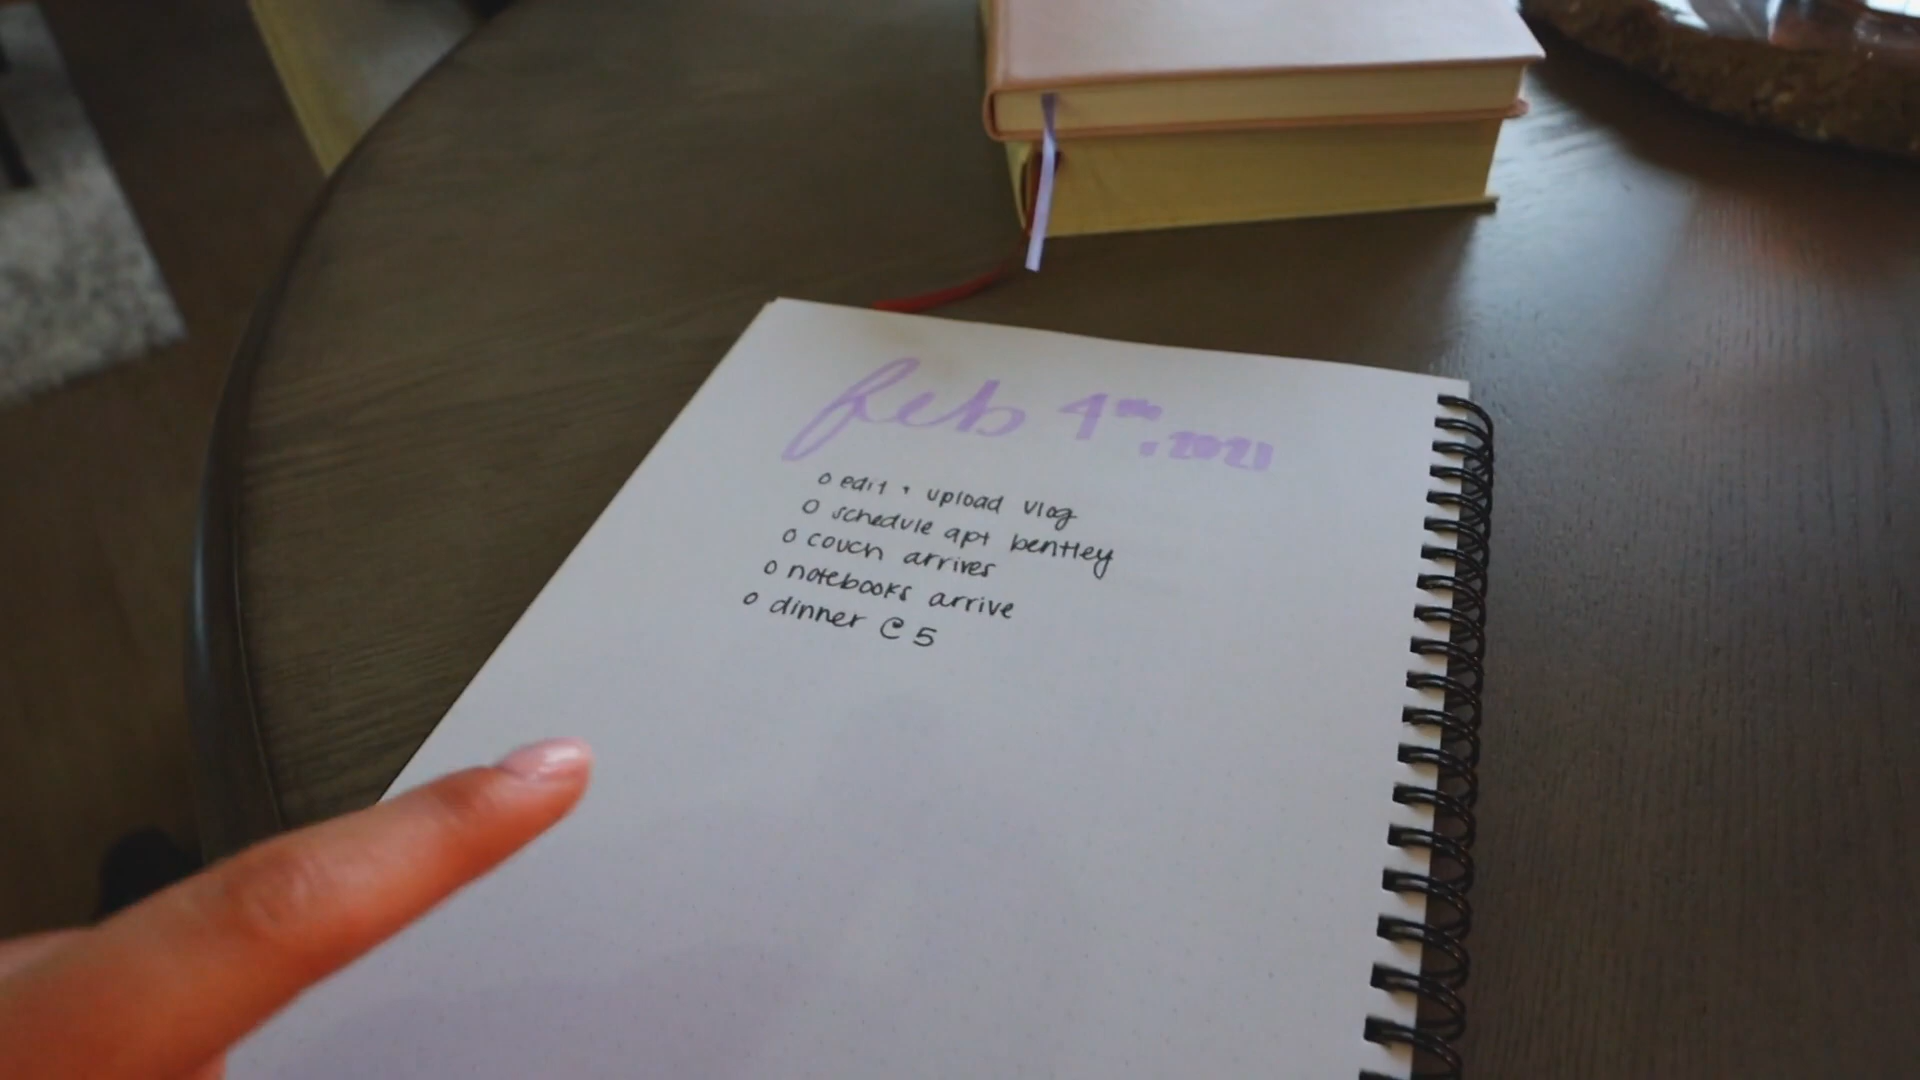 feb 4th, 2021
o edit + upload vlog
o schedule apt bentley
o couch arrives
o notebooks arrive
o dinner @ 5